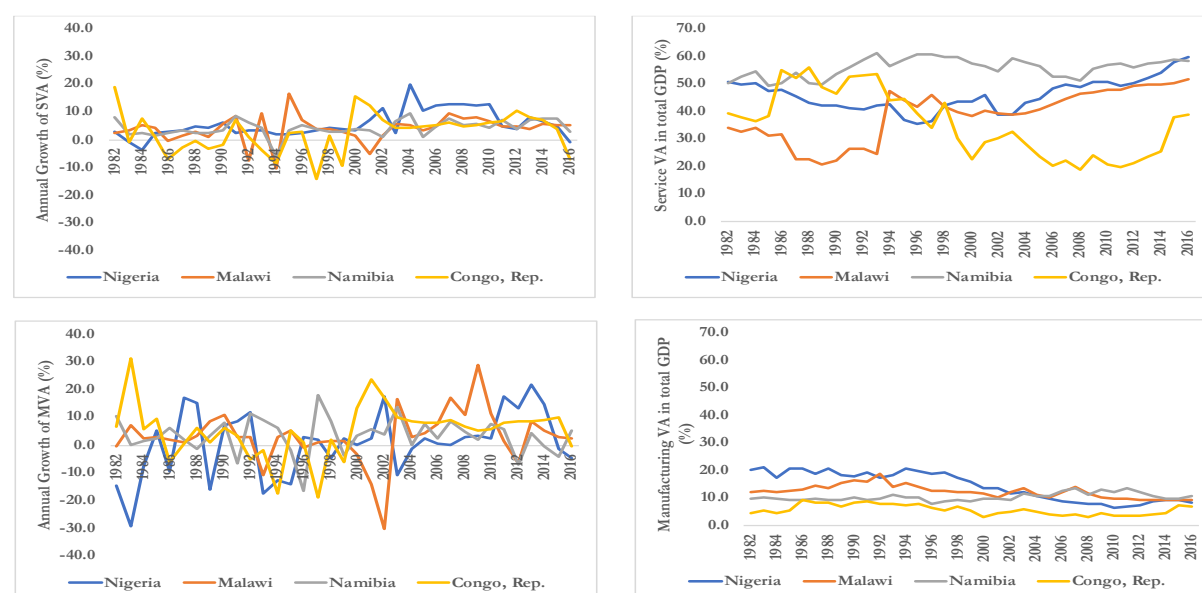 Annual Growth of SVA (%)
40.0
30.0
20.0
10.0
0.0
-10.0
-20.0
-30.0
-40.0
1982 1984 1986 1988 1990 1992 1994 1996 1998 2000 2002 2004 2006 2008 2010 2012 2014 2016
Nigeria Malawi Namibia Congo, Rep.
Service VA in total GDP (%)
70.0
60.0
50.0
40.0
30.0
20.0
10.0
0.0
1982 1984 1986 1988 1990 1992 1994 1996 1998 2000 2002 2004 2006 2008 2010 2012 2014 2016
Nigeria Malawi Namibia Congo, Rep.
Annual Growth of MVA (%)
40.0
30.0
20.0
10.0
0.0
-10.0
-20.0
-30.0
-40.0
1982 1984 1986 1988 1990 1992 1994 1996 1998 2000 2002 2004 2006 2008 2010 2012 2014 2016
Nigeria Malawi Namibia Congo, Rep.
Manufacturing VA in total GDP
(%)
70.0
60.0
50.0
40.0
30.0
20.0
10.0
0.0
1982 1984 1986 1988 1990 1992 1994 1996 1998 2000 2002 2004 2006 2008 2010 2012 2014 2016
Nigeria Malawi Namibia Congo, Rep.